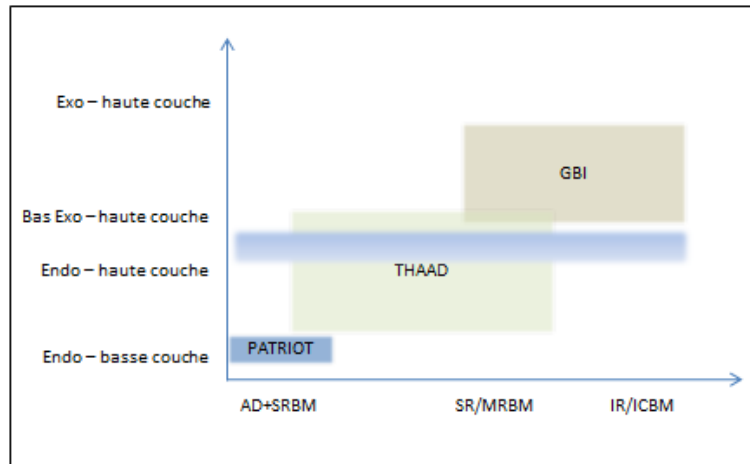 Exo – haute couche
GBI
Bas Exo – haute couche
Endo – haute couche
THAAD
PATRIOT
Endo – basse couche
AD+SRBM
SR/MRBM
IR/ICBM